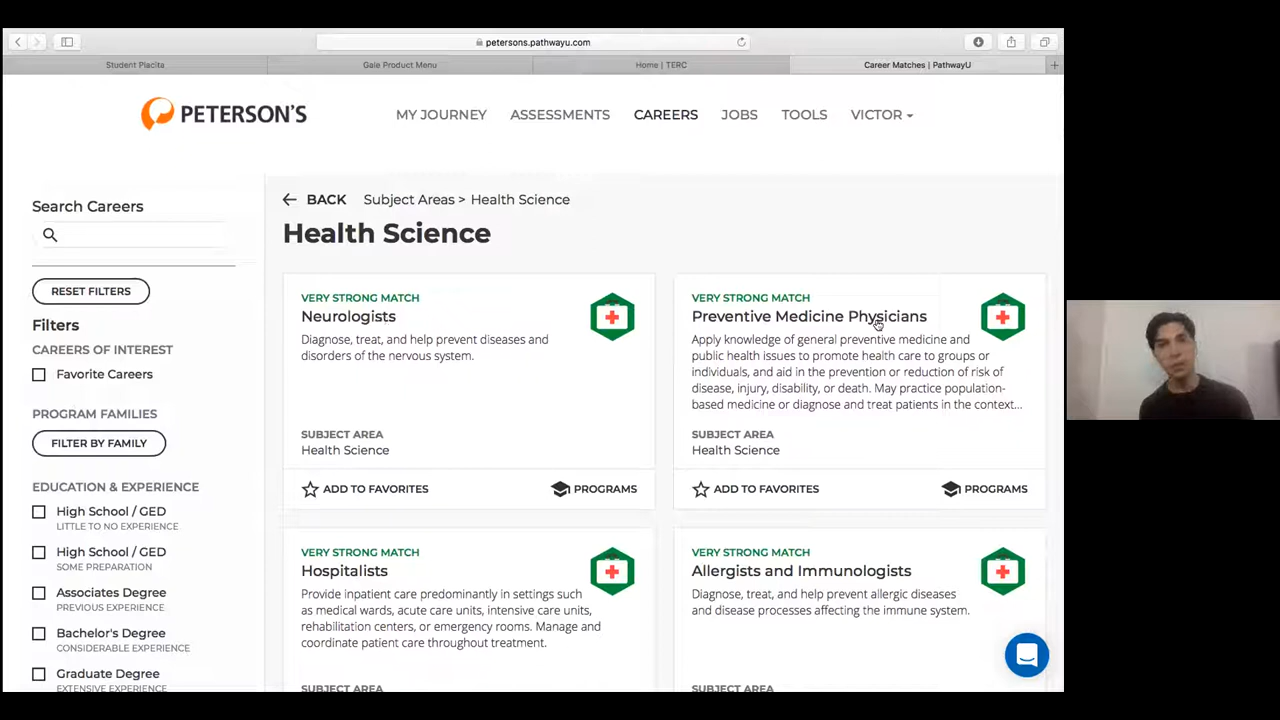 petersons.pathwayu.com
Student Placita
Gale Product Menu
Home | TERC
Career Matches | PathwayU
PETERSON'S
MY JOURNEY
ASSESSMENTS
CAREERS
JOBS
TOOLS
VICTOR
Search Careers
RESET FILTERS
Filters
CAREERS OF INTEREST
Favorite Careers
PROGRAM FAMILIES
FILTER BY FAMILY
EDUCATION & EXPERIENCE
High School / GED
LITTLE TO NO EXPERIENCE
High School / GED
SOME PREPARATION
Associates Degree
PREVIOUS EXPERIENCE
Bachelor's Degree
CONSIDERABLE EXPERIENCE
Graduate Degree
EXTENSIVE EXPERIENCE
BACK Subject Areas > Health Science
Health Science
VERY STRONG MATCH
Neurologists
Diagnose, treat, and help prevent diseases and
disorders of the nervous system.
SUBJECT AREA
Health Science
ADD TO FAVORITES
PROGRAMS
VERY STRONG MATCH
Preventive Medicine Physicians
Apply knowledge of general preventive medicine and
public health issues to promote health care to groups or
individuals, and aid in the prevention or reduction of risk of
disease, injury, disability, or death. May practice population-
based medicine or diagnose and treat patients in the context...
SUBJECT AREA
Health Science
ADD TO FAVORITES
PROGRAMS
VERY STRONG MATCH
Hospitalists
Provide inpatient care predominantly in settings such
as medical wards, acute care units, intensive care units,
rehabilitation centers, or emergency rooms. Manage and
coordinate patient care throughout treatment.
SUBJECT AREA
VERY STRONG MATCH
Allergists and Immunologists
Diagnose, treat, and help prevent allergic diseases
and disease processes affecting the immune system.
SUBJECT AREA